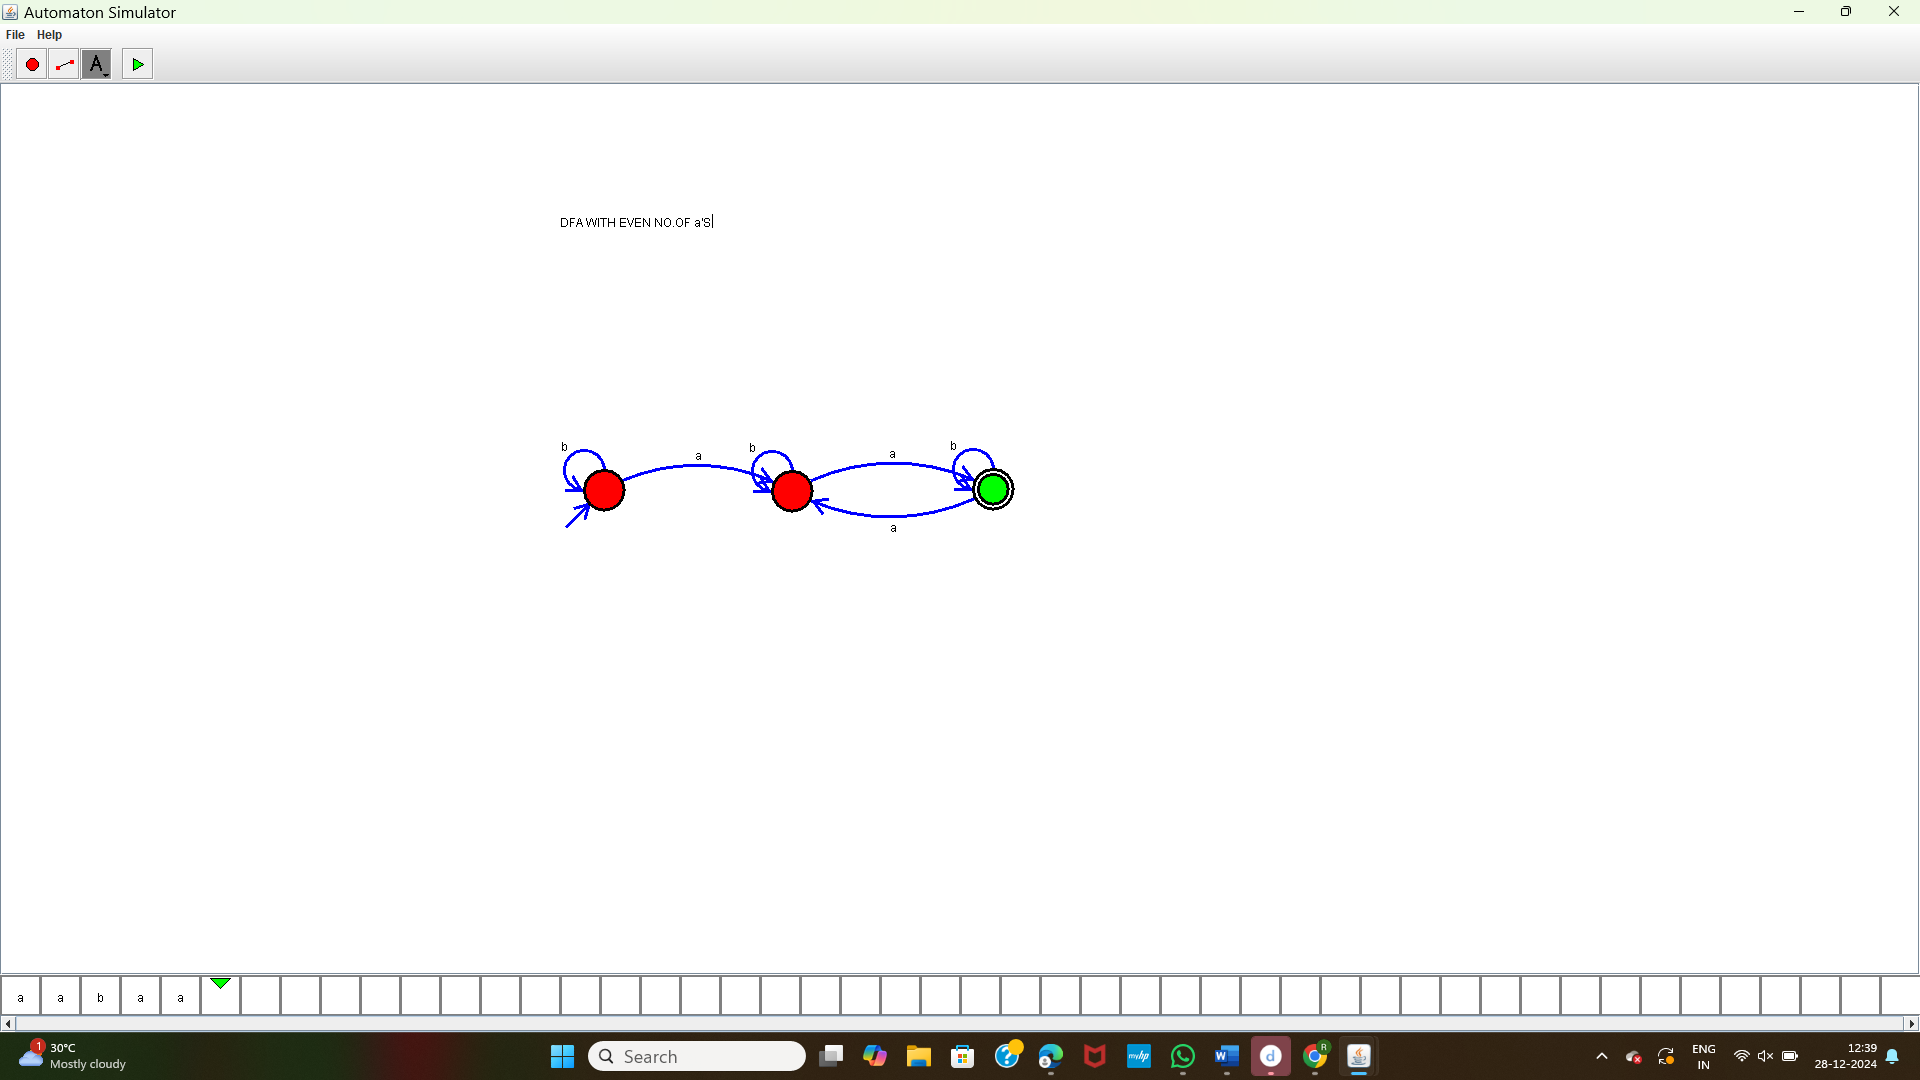 Automaton Simulator
File Help
A
DFA WITH EVEN NO.OF a'S
b a b a b
a
a a b a a
1 30°C
Mostly cloudy
Search
? myhp W d R
ENG
IN
12:39
28-12-2024